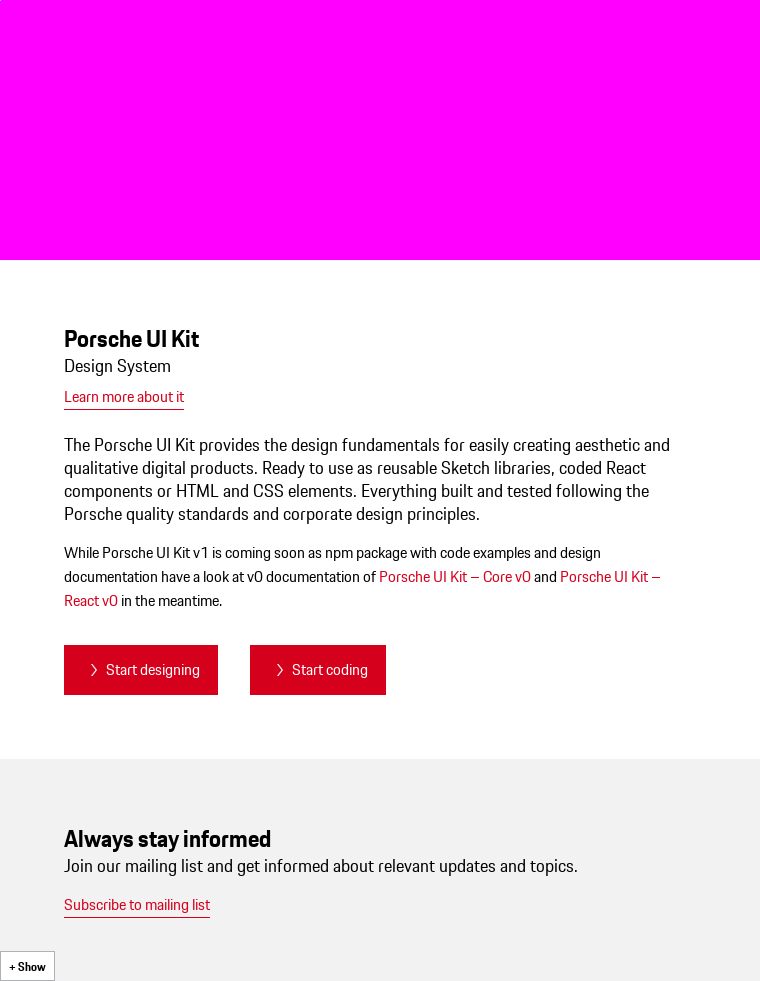 Porsche UI Kit
Design System
Learn more about it
The Porsche UI Kit provides the design fundamentals for easily creating aesthetic and
qualitative digital products. Ready to use as reusable Sketch libraries, coded React
components or HTML and CSS elements. Everything built and tested following the
Porsche quality standards and corporate design principles.
While Porsche UI Kit v1 is coming soon as npm package with code examples and design
documentation have a look at v0 documentation of Porsche UI Kit – Core v0 and Porsche UI Kit –
React v0 in the meantime.
Start designing Start coding
Always stay informed
Join our mailing list and get informed about relevant updates and topics.
Subscribe to mailing list
+ Show